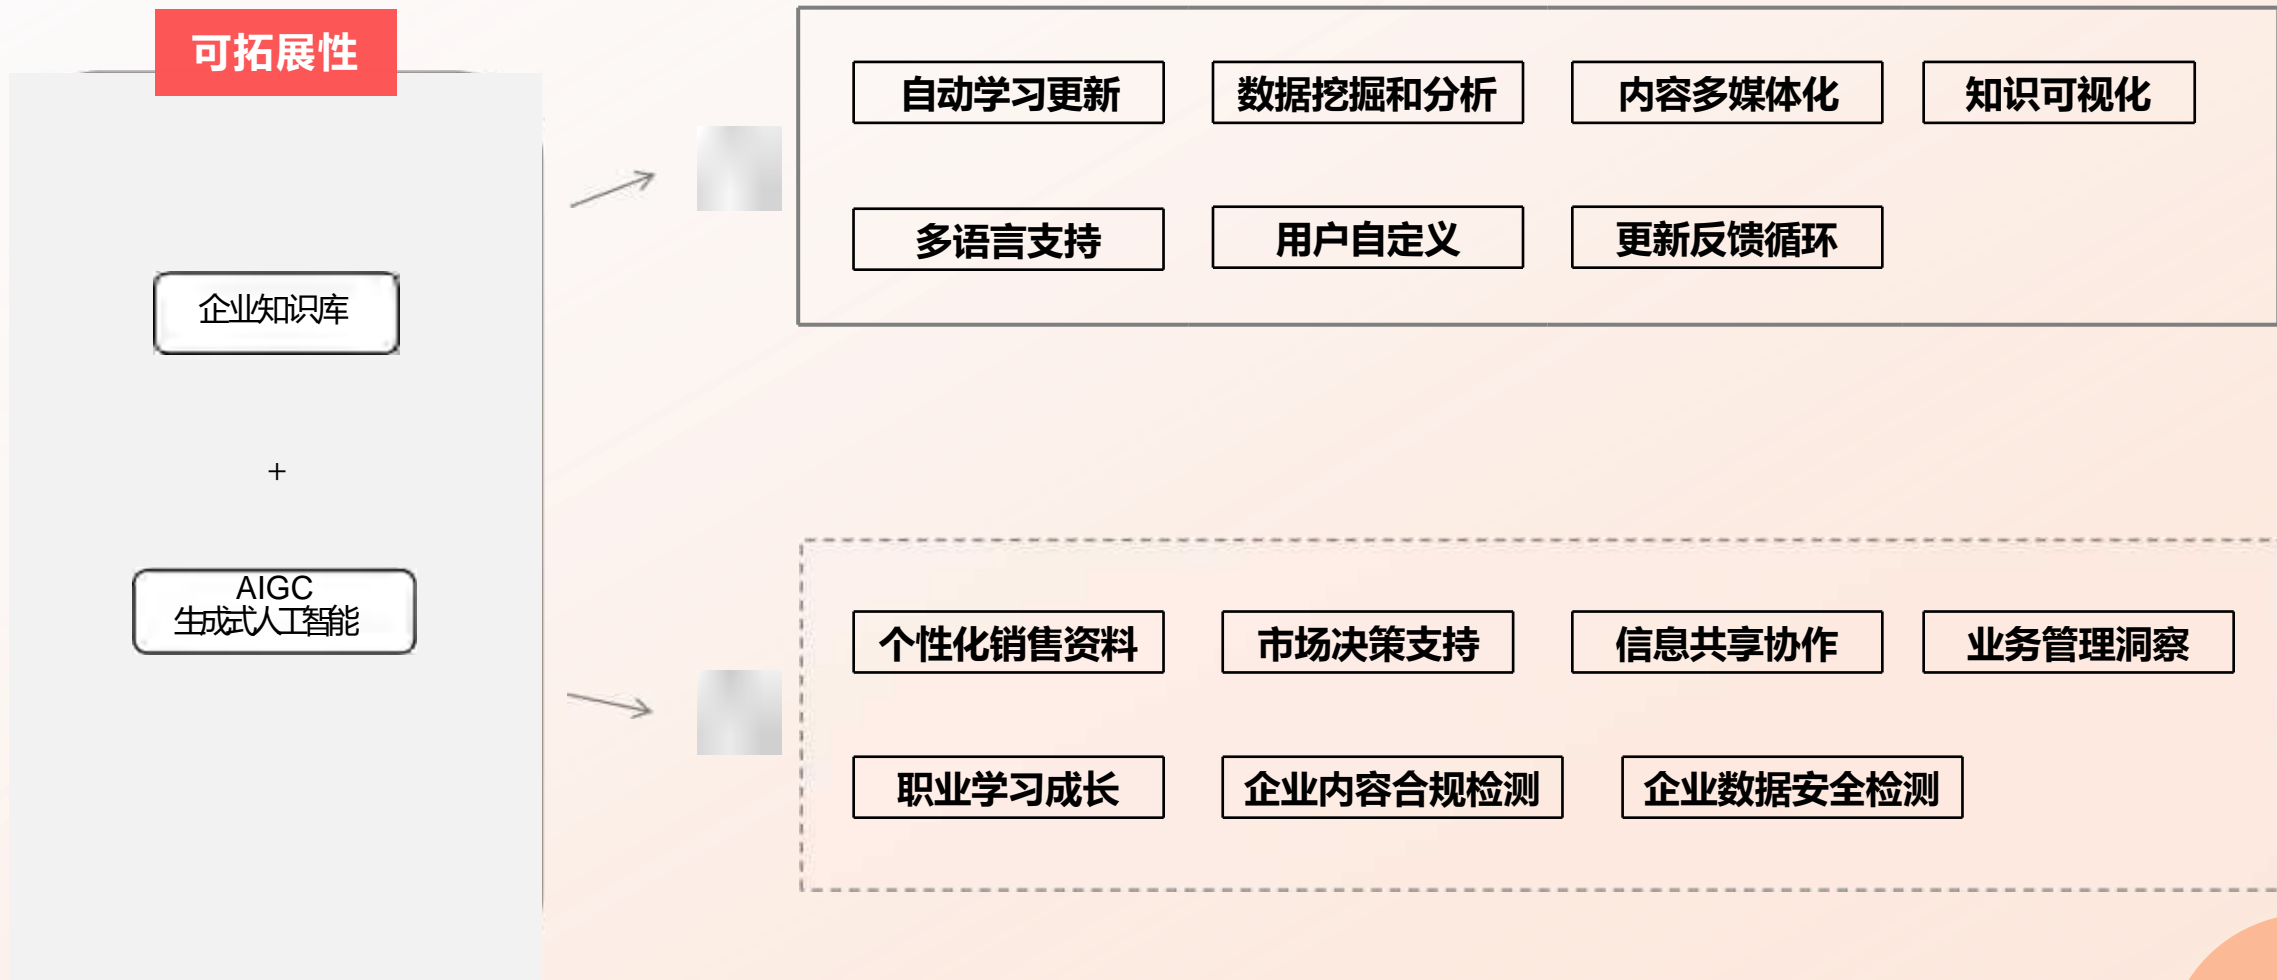 可拓展性
企业知识库
+
AIGC
生成式人工智能
自动学习更新
数据挖掘和分析
内容多媒体化
知识可视化
多语言支持
用户自定义
更新反馈循环
个性化销售资料
市场决策支持
信息共享协作
业务管理洞察
职业学习成长
企业内容合规检测
企业数据安全检测